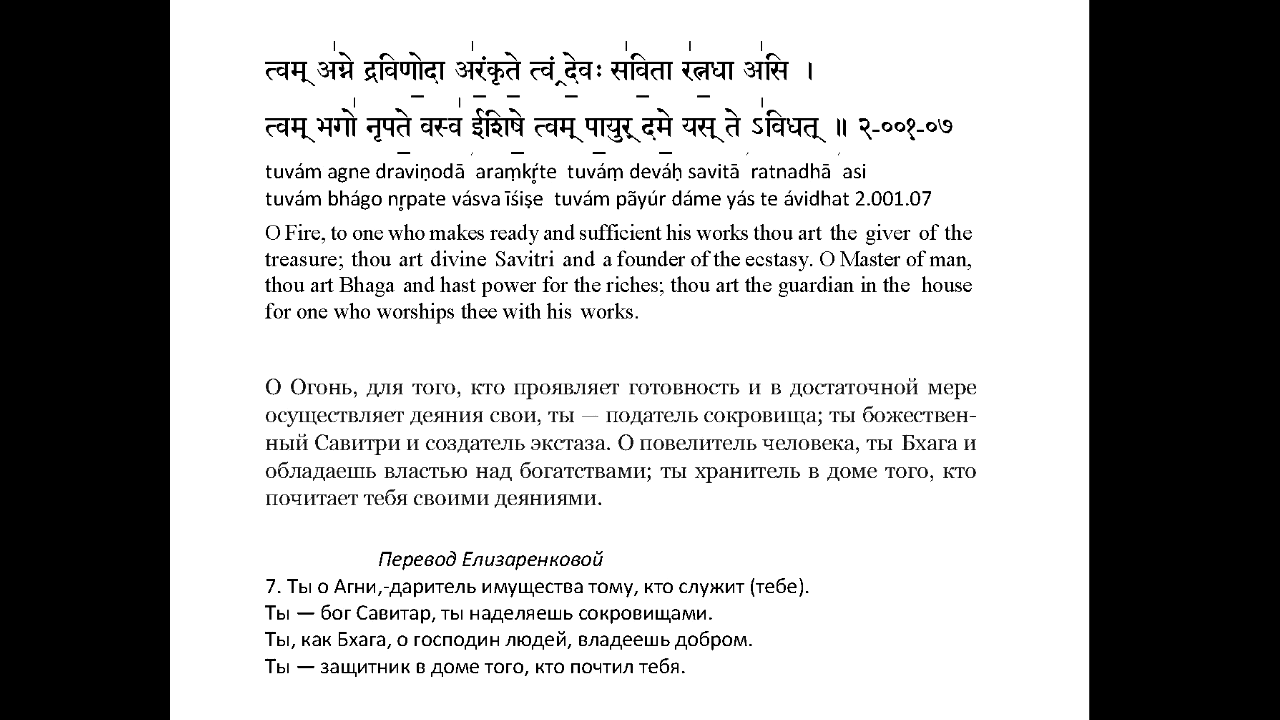 त्वम् अ॑ग्ने द्रविणो॒दा अ॑रं॒कृ॒ते त्वं दे॒वः स॑वि॒ता र॑त्न॒धा अ॑सि ।
त्वम् भगो॑ नृपते॒ वस्व॑ ईशिषे॒ त्वम् पा॒युर् दमे॒ यस् ते ऽवि॑धत् ॥ २-००१-०७
tuvám agne draviṇodā́ araṃkŕ̥te tuváṃ deváḥ savitā́ ratnadhā́ asi
tuvám bhágo nr̥pate vásva īśiṣe tuvám pāyúr dáme yás te ávidhat 2.001.07
O Fire, to one who makes ready and sufficient his works thou art the giver of the
treasure; thou art divine Savitri and a founder of the ecstasy. O Master of man,
thou art Bhaga and hast power for the riches; thou art the guardian in the house
for one who worships thee with his works.
О Огонь, для того, кто проявляет готовность и в достаточной мере
осуществляет деяния свои, ты — податель сокровища; ты божествен-
ный Савитри и создатель экстаза. О повелитель человека, ты Бхага и
обладаешь властью над богатствами; ты хранитель в доме того, кто
почитает тебя своими деяниями.
Перевод Елизаренковой
7. Ты о Агни,-даритель имущества тому, кто служит (тебе).
Ты — бог Савитар, ты наделяешь сокровищами.
Ты, как Бхага, о господин людей, владеешь добром.
Ты — защитник в доме того, кто почтил тебя.